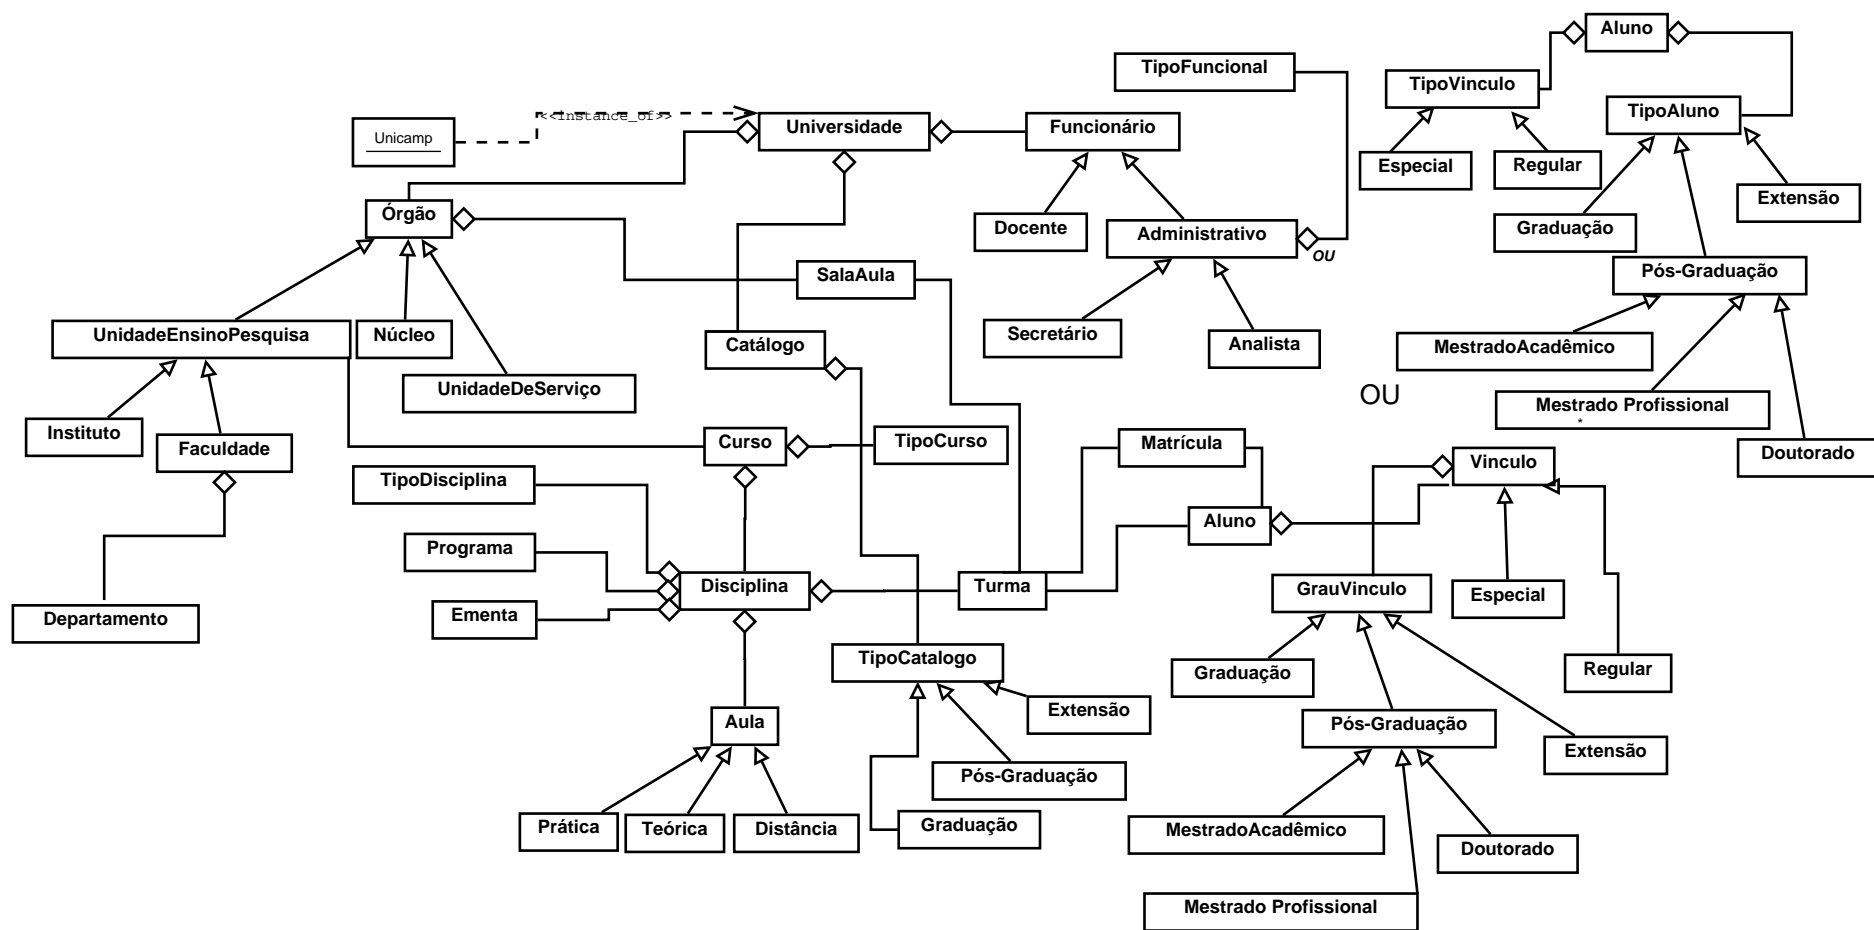 Aluno
TipoFuncional
TipoVinculo
TipoAluno
<<instance_of>>
Unicamp
Universidade
Funcionário
Especial
Regular
Extensão
Órgão
Docente
Administrativo
Graduação
OU
SalaAula
Pós-Graduação
UnidadeEnsinoPesquisa
Núcleo
Catálogo
Secretário
Analista
MestradoAcadêmico
UnidadeDeServiço
OU
Mestrado Profissional
*
Instituto
Faculdade
Curso
TipoCurso
Matrícula
Vinculo
Doutorado
TipoDisciplina
Aluno
Programa
Disciplina
Turma
GrauVinculo
Especial
Ementa
Departamento
TipoCatalogo
Graduação
Regular
Aula
Extensão
Pós-Graduação
Extensão
Pós-Graduação
Prática
Teórica
Distância
Graduação
MestradoAcadêmico
Doutorado
Mestrado Profissional